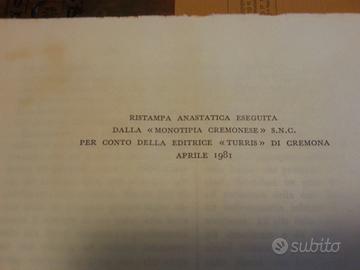 RISTAMPA ANASTATICA ESEGUITA
DALLA «MONOTIPIA CREMONESE» S.N.C.
PER CONTO DELLA EDITRICE «TURRIS» DI CREMONA
APRILE 1981
subito